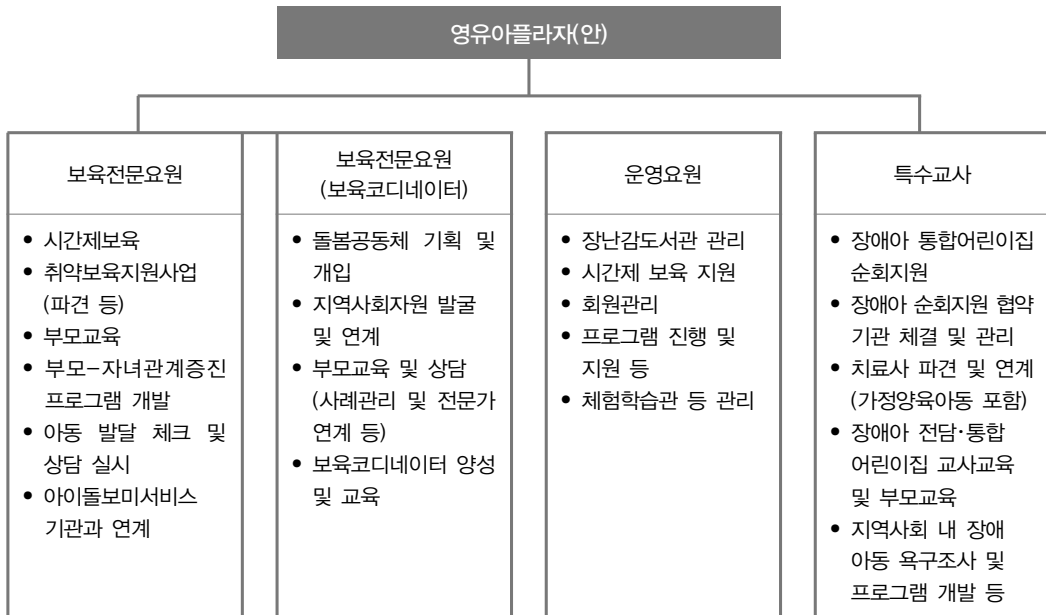 영유아플라자(안)
보육전문요원
• 시간제보육
• 취약보육지원사업
(파견 등)
• 부모교육
• 부모-자녀관계증진
프로그램 개발
• 아동 발달 체크 및
상담 실시
• 아이돌보미서비스
기관과 연계
보육전문요원
(보육코디네이터)
• 돌봄공동체 기획 및
개입
• 지역사회자원 발굴
및 연계
• 부모교육 및 상담
(사례관리 및 전문가
연계 등)
• 보육코디네이터 양성
및 교육
운영요원
• 장난감도서관 관리
• 시간제 보육 지원
• 회원관리
• 프로그램 진행 및
지원 등
• 체험학습관 등 관리
특수교사
• 장애아 통합어린이집
순회지원
• 장애아 순회지원 협약
기관 체결 및 관리
• 치료사 파견 및 연계
(가정양육아동 포함)
• 장애아 전담·통합
어린이집 교사교육
및 부모교육
• 지역사회 내 장애
아동 욕구조사 및
프로그램 개발 등